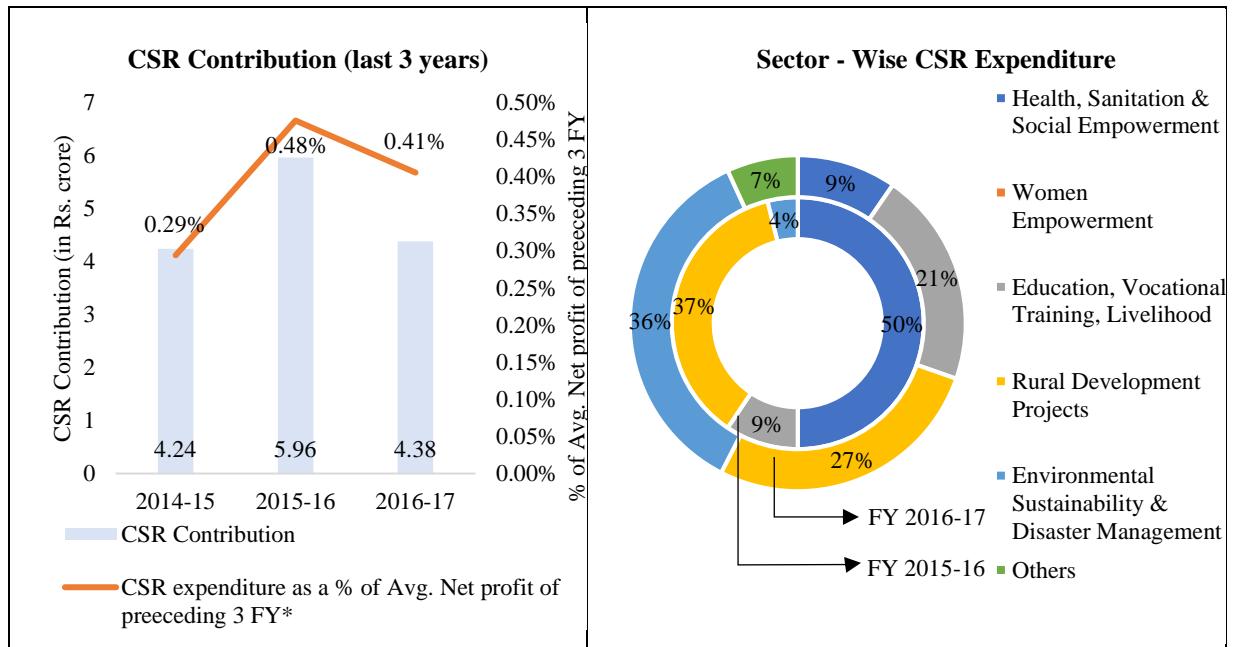 CSR Contribution (last 3 years)
CSR Contribution (in Rs. crore)
7
6
5
4
3
2
1
0
0.29%
0.48%
0.41%
4.24
5.96
4.38
2014-15
2015-16
2016-17
0.50%
0.45%
0.40%
0.35%
0.30%
0.25%
0.20%
0.15%
0.10%
0.05%
0.00%
% of Avg. Net profit of preeceding 3 FY
CSR Contribution
CSR expenditure as a % of Avg. Net profit of
preeceding 3 FY*
Sector - Wise CSR Expenditure
7%
9%
4%
21%
37%
36%
50%
9%
27%
FY 2016-17
FY 2015-16
Health, Sanitation &
Social Empowerment
Women
Empowerment
Education, Vocational
Training, Livelihood
Rural Development
Projects
Environmental
Sustainability &
Disaster Management
Others